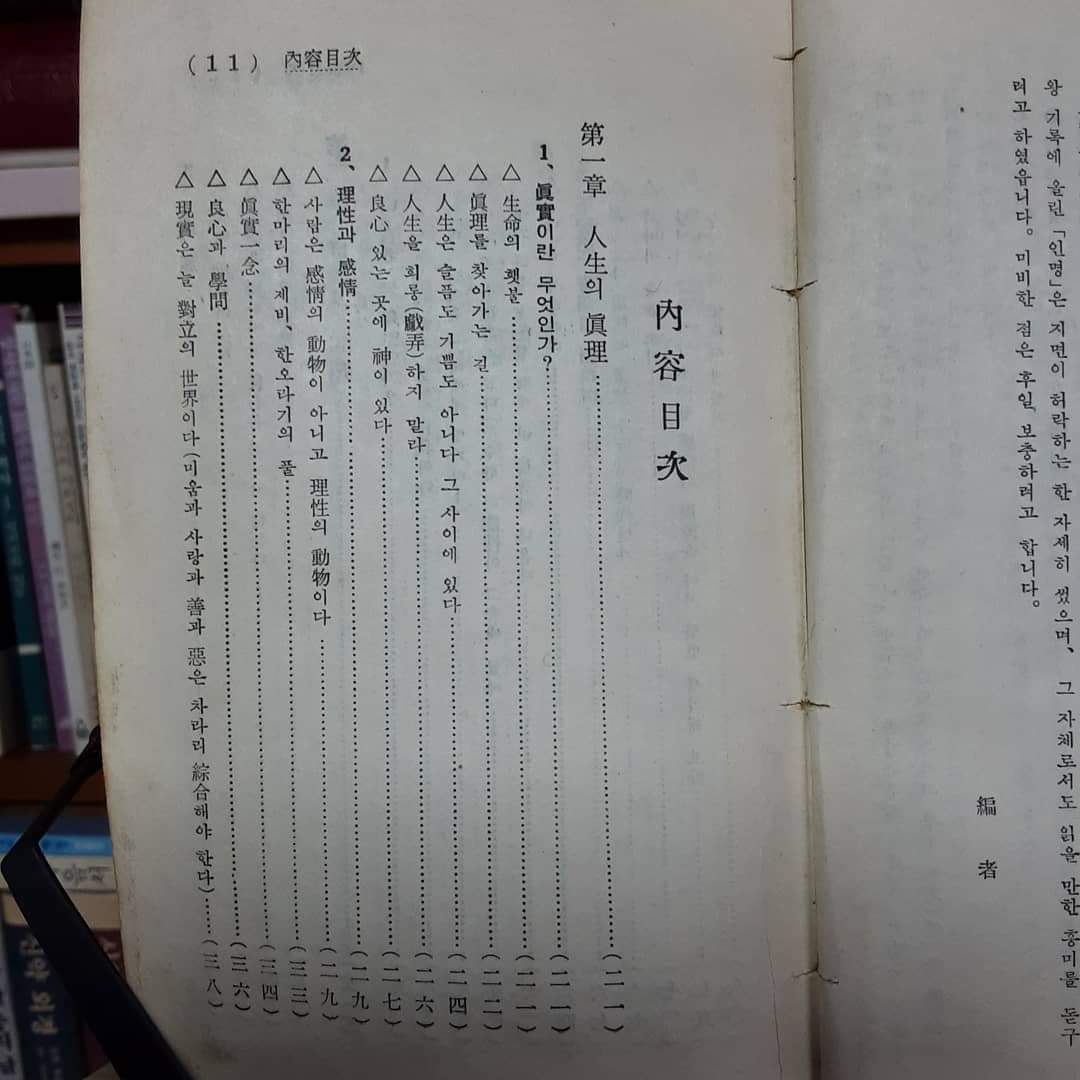 왕 기록에 올린 「인명」은 지면이 허락하는 한 자세히 썼으며、 그 자체로서도 읽을 만한 흥미를 돋구
려고 하였읍니다。 미비한 점은 후일 보충하려고 합니다。
編者
(11) 內容目次
內容目次
第一章 人生의 眞理 ……(二一)
1、眞實이란 무엇인가? ……(二一)
△ 生命의 횃불 ……(二一)
△ 眞理를 찾아가는 길 ……(二二)
△ 人生은 슬픔도 기쁨도 아니다 그 사이에 있다 ……(二四)
△ 人生을 희롱(戱弄)하지 말라 ……(二六)
△ 良心 있는 곳에 神이 있다 ……(二七)
2、理性과 感情 ……(二九)
△ 사람은 感情의 動物이 아니고 理性의 動物이다 ……(二九)
△ 한마리의 제비、한오라기의 풀 ……(三三)
△ 眞實一念 ……(三四)
△ 良心과 學問 ……(三六)
△ 現實은 늘 對立의 世界이다(미움과 사랑과 善과 惡은 차라리 綜合해야 한다) ……(三八)